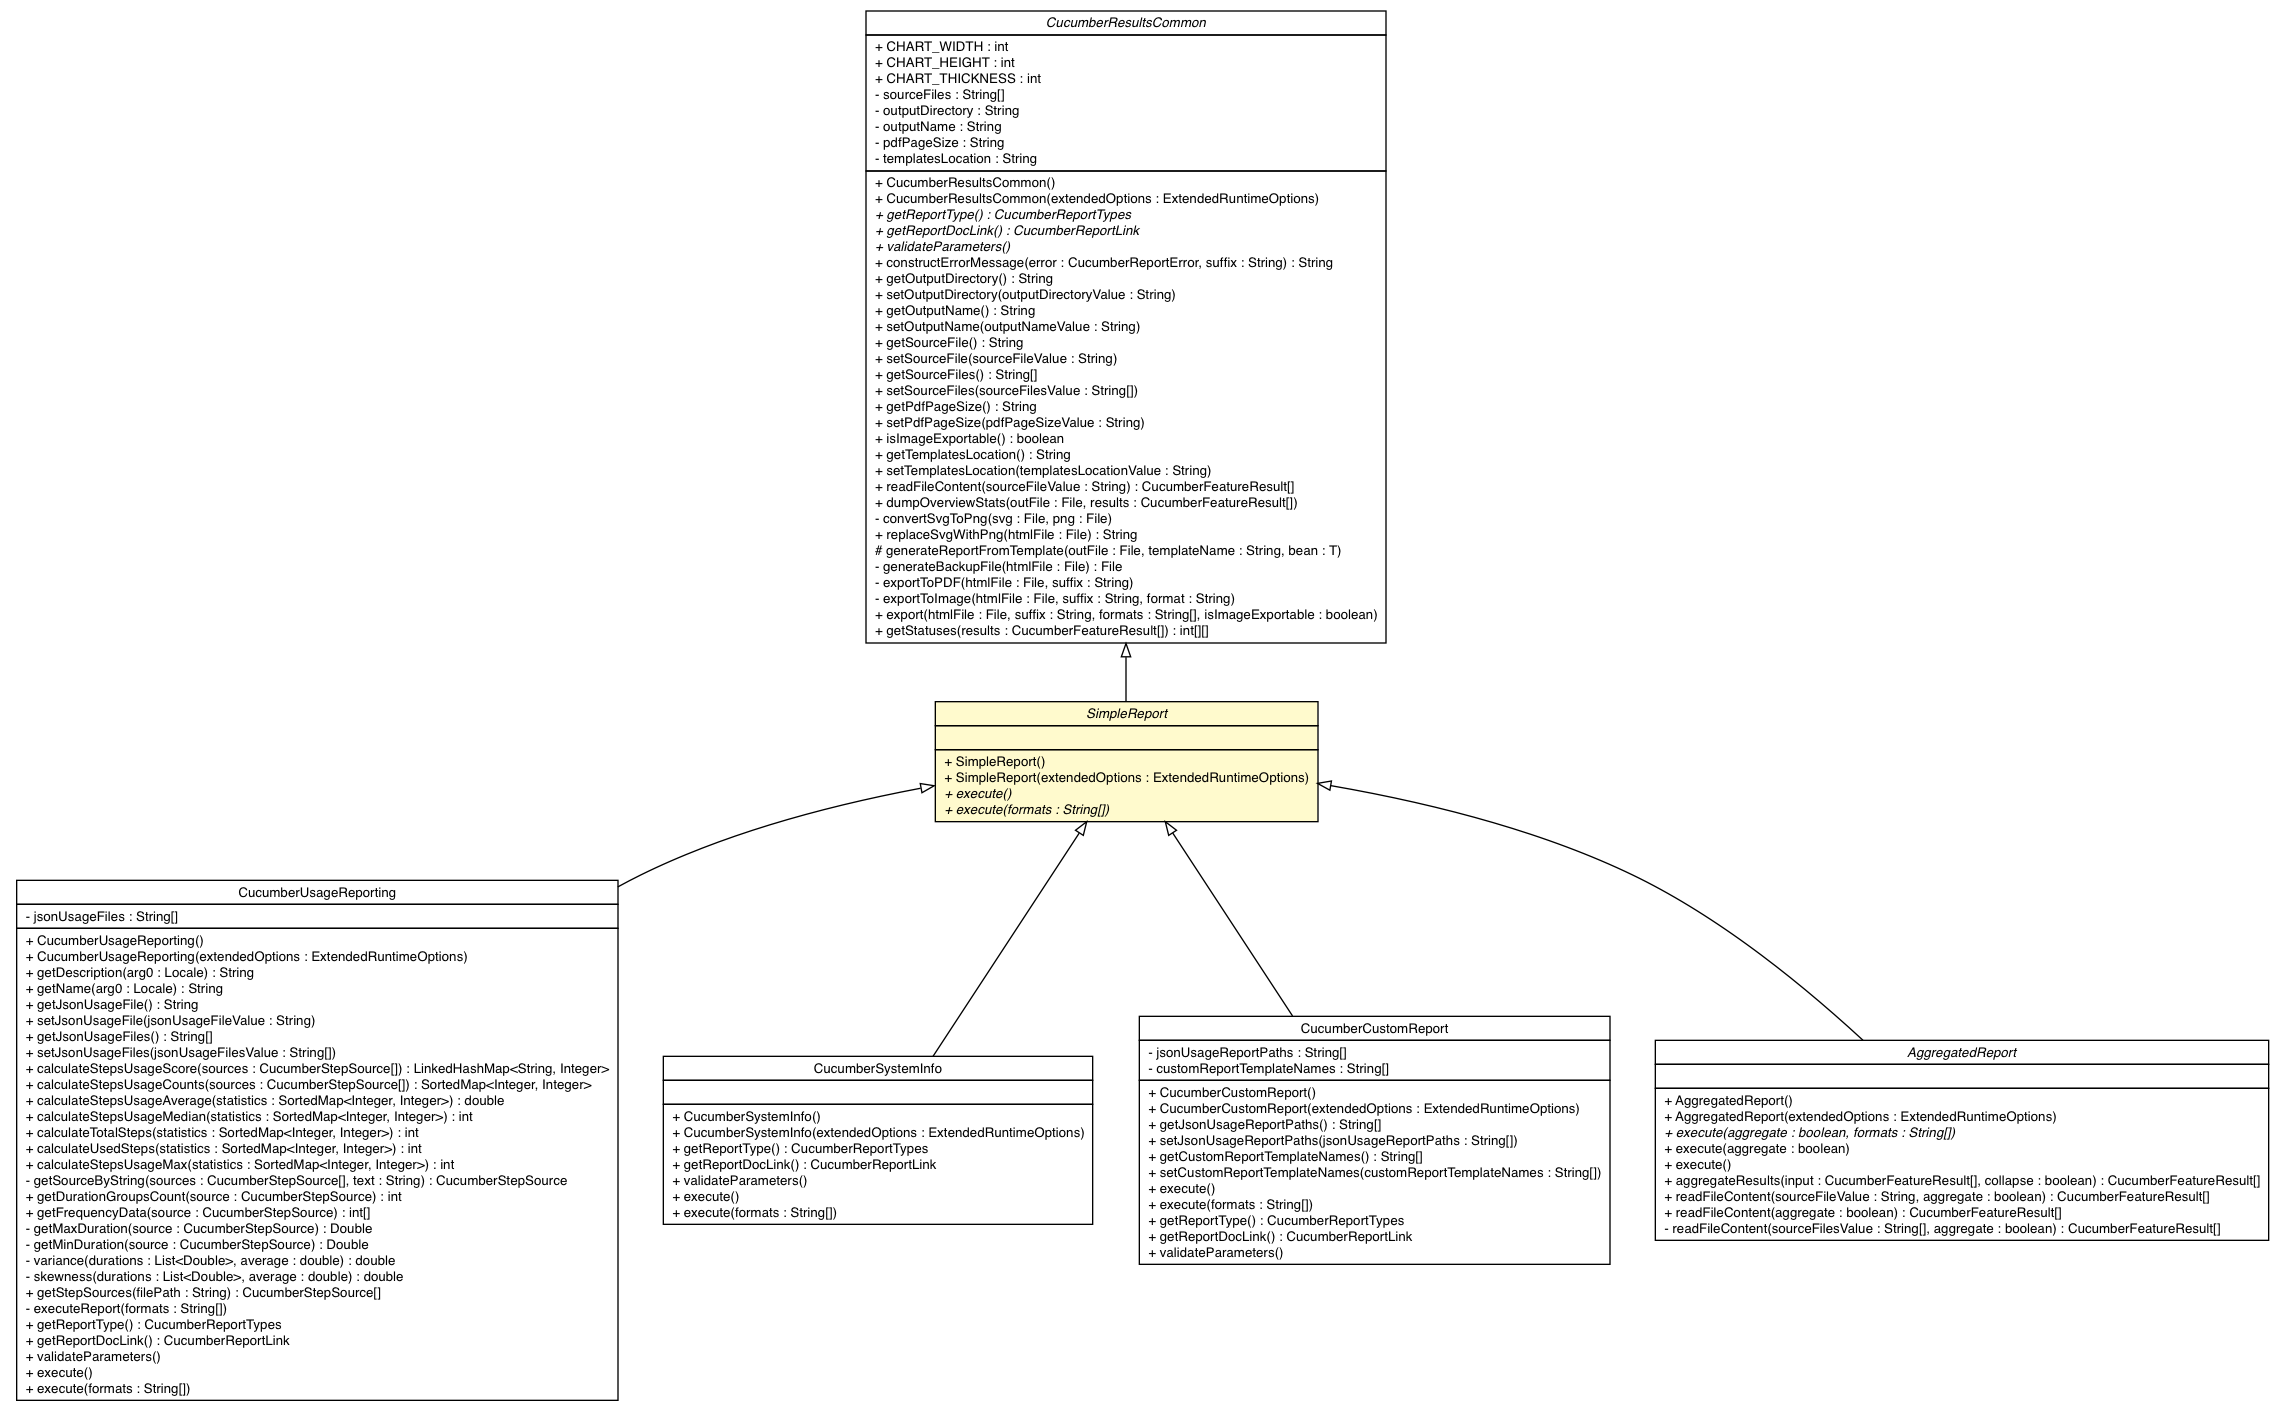 CucumberResultsCommon
+ CHART_WIDTH : int
+ CHART_HEIGHT : int
+ CHART_THICKNESS : int
- sourceFiles : String[]
- outputDirectory : String
- outputName : String
- pdfPageSize : String
- templatesLocation : String
+ CucumberResultsCommon()
+ CucumberResultsCommon(extendedOptions : ExtendedRuntimeOptions)
+ getReportType() : CucumberReportTypes
+ getReportDocLink() : CucumberReportLink
+ validateParameters()
+ constructErrorMessage(error : CucumberReportError, suffix : String) : String
+ getOutputDirectory() : String
+ setOutputDirectory(outputDirectoryValue : String)
+ getOutputName() : String
+ setOutputName(outputNameValue : String)
+ getSourceFile() : String
+ setSourceFile(sourceFileValue : String)
+ getSourceFiles() : String[]
+ setSourceFiles(sourceFilesValue : String[])
+ getPdfPageSize() : String
+ setPdfPageSize(pdfPageSizeValue : String)
+ isImageExportable() : boolean
+ getTemplatesLocation() : String
+ setTemplatesLocation(templatesLocationValue : String)
+ readFileContent(sourceFileValue : String) : CucumberFeatureResult[]
+ dumpOverviewStats(outFile : File, results : CucumberFeatureResult[])
- convertSvgToPng(svg : File, png : File)
+ replaceSvgWithPng(htmlFile : File) : String
# generateReportFromTemplate(outFile : File, templateName : String, bean : T)
- generateBackupFile(htmlFile : File) : File
- exportToPDF(htmlFile : File, suffix : String)
- exportToImage(htmlFile : File, suffix : String, format : String)
+ export(htmlFile : File, suffix : String, formats : String[], isImageExportable : boolean)
+ getStatuses(results : CucumberFeatureResult[]) : int[][]
SimpleReport
+ SimpleReport()
+ SimpleReport(extendedOptions : ExtendedRuntimeOptions)
+ execute()
+ execute(formats : String[])
CucumberUsageReporting
- jsonUsageFiles : String[]
+ CucumberUsageReporting()
+ CucumberUsageReporting(extendedOptions : ExtendedRuntimeOptions)
+ getDescription(arg0 : Locale) : String
+ getName(arg0 : Locale) : String
+ getJsonUsageFile() : String
+ setJsonUsageFile(jsonUsageFileValue : String)
+ getJsonUsageFiles() : String[]
+ setJsonUsageFiles(jsonUsageFilesValue : String[])
+ calculateStepsUsageScore(sources : CucumberStepSource[]) : LinkedHashMap<String, Integer>
+ calculateStepsUsageCounts(sources : CucumberStepSource[]) : SortedMap<Integer, Integer>
+ calculateStepsUsageAverage(statistics : SortedMap<Integer, Integer>) : double
+ calculateStepsUsageMedian(statistics : SortedMap<Integer, Integer>) : int
+ calculateTotalSteps(statistics : SortedMap<Integer, Integer>) : int
+ calculateUsedSteps(statistics : SortedMap<Integer, Integer>) : int
+ calculateStepsUsageMax(statistics : SortedMap<Integer, Integer>) : int
- getSourceByString(sources : CucumberStepSource[], text : String) : CucumberStepSource
+ getDurationGroupsCount(source : CucumberStepSource) : int
+ getFrequencyData(source : CucumberStepSource) : int[]
- getMaxDuration(source : CucumberStepSource) : Double
- getMinDuration(source : CucumberStepSource) : Double
- variance(durations : List<Double>, average : double) : double
- skewness(durations : List<Double>, average : double) : double
+ getStepSources(filePath : String) : CucumberStepSource[]
- executeReport(formats : String[])
+ getReportType() : CucumberReportTypes
+ getReportDocLink() : CucumberReportLink
+ validateParameters()
+ execute()
+ execute(formats : String[])
CucumberSystemInfo
+ CucumberSystemInfo()
+ CucumberSystemInfo(extendedOptions : ExtendedRuntimeOptions)
+ getReportType() : CucumberReportTypes
+ getReportDocLink() : CucumberReportLink
+ validateParameters()
+ execute()
+ execute(formats : String[])
CucumberCustomReport
- jsonUsageReportPaths : String[]
- customReportTemplateNames : String[]
+ CucumberCustomReport()
+ CucumberCustomReport(extendedOptions : ExtendedRuntimeOptions)
+ getJsonUsageReportPaths() : String[]
+ setJsonUsageReportPaths(jsonUsageReportPaths : String[])
+ getCustomReportTemplateNames() : String[]
+ setCustomReportTemplateNames(customReportTemplateNames : String[])
+ execute()
+ execute(formats : String[])
+ getReportType() : CucumberReportTypes
+ getReportDocLink() : CucumberReportLink
+ validateParameters()
AggregatedReport
+ AggregatedReport()
+ AggregatedReport(extendedOptions : ExtendedRuntimeOptions)
+ execute(aggregate : boolean, formats : String[])
+ execute(aggregate : boolean)
+ execute()
+ aggregateResults(input : CucumberFeatureResult[], collapse : boolean) : CucumberFeatureResult[]
+ readFileContent(sourceFileValue : String, aggregate : boolean) : CucumberFeatureResult[]
+ readFileContent(aggregate : boolean) : CucumberFeatureResult[]
- readFileContent(sourceFilesValue : String[], aggregate : boolean) : CucumberFeatureResult[]